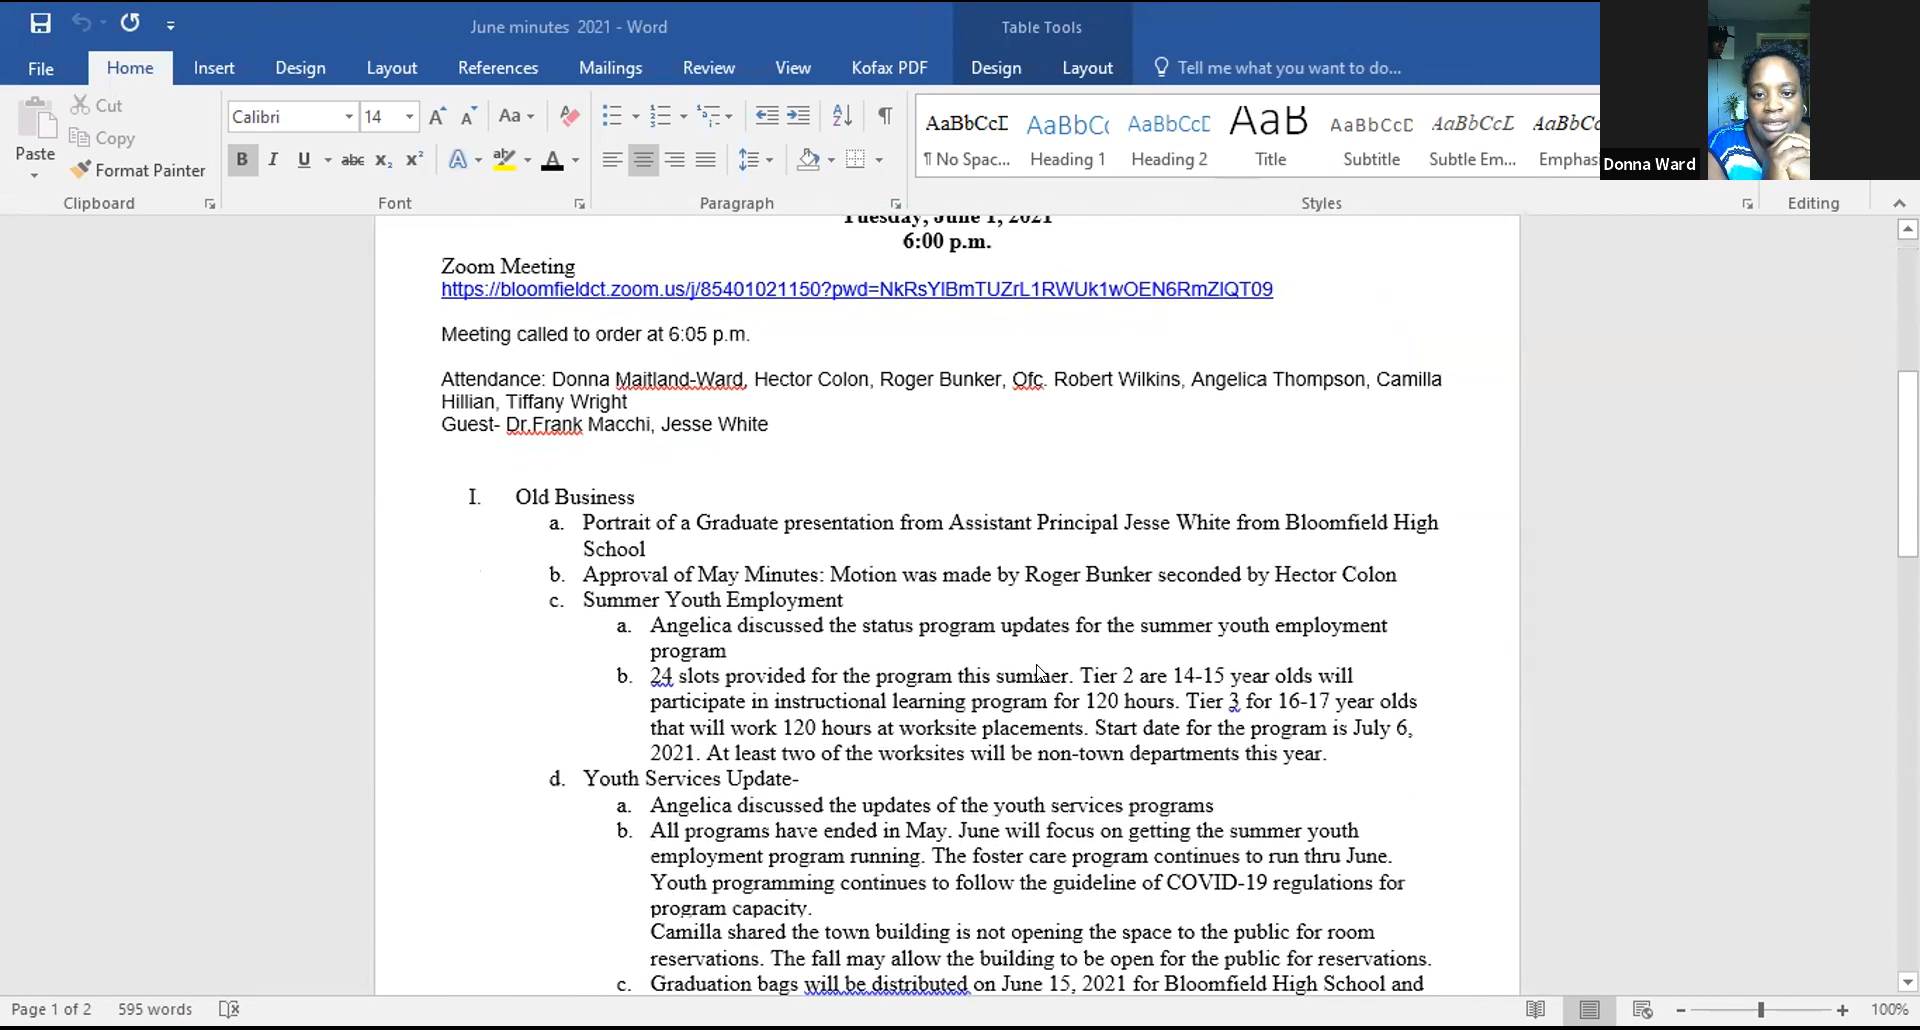 June minutes 2021 - Word
Table Tools
File Home Insert Design Layout References Mailings Review View Kofax PDF Design Layout Tell me what you want to do...
Cut
Copy
Paste
Format Painter
Calibri 14
AaBbCcD AaBbC AaBbCcD AaB AaBbCcD AaBbCcD AaBbC
¶ No Spac... Heading 1 Heading 2 Title Subtitle Subtle Em... Emphas
Clipboard Font Paragraph Styles Editing
Donna Ward
Tuesday, June 1, 2021
6:00 p.m.
Zoom Meeting
https://bloomfieldct.zoom.us/j/85401021150?pwd=NkRsYlBmTUZrL1RWUk1wOEN6RmZlQT09
Meeting called to order at 6:05 p.m.
Attendance: Donna Maitland-Ward, Hector Colon, Roger Bunker, Ofc. Robert Wilkins, Angelica Thompson, Camilla
Hillian, Tiffany Wright
Guest- Dr.Frank Macchi, Jesse White
I. Old Business
a. Portrait of a Graduate presentation from Assistant Principal Jesse White from Bloomfield High
School
b. Approval of May Minutes: Motion was made by Roger Bunker seconded by Hector Colon
c. Summer Youth Employment
a. Angelica discussed the status program updates for the summer youth employment
program
b. 24 slots provided for the program this summer. Tier 2 are 14-15 year olds will
participate in instructional learning program for 120 hours. Tier 3 for 16-17 year olds
that will work 120 hours at worksite placements. Start date for the program is July 6,
2021. At least two of the worksites will be non-town departments this year.
d. Youth Services Update-
a. Angelica discussed the updates of the youth services programs
b. All programs have ended in May. June will focus on getting the summer youth
employment program running. The foster care program continues to run thru June.
Youth programming continues to follow the guideline of COVID-19 regulations for
program capacity.
Camilla shared the town building is not opening the space to the public for room
reservations. The fall may allow the building to be open for the public for reservations.
c. Graduation bags will be distributed on June 15, 2021 for Bloomfield High School and
Page 1 of 2 595 words 100%